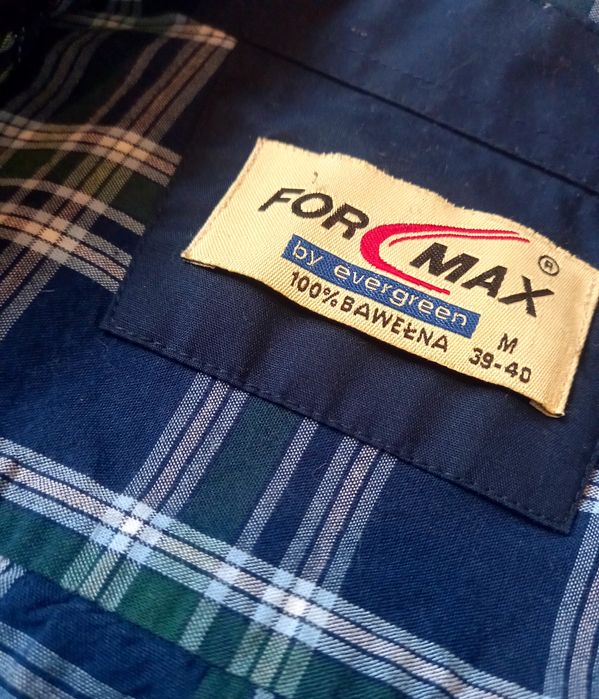 FOR MAX ®
by evergreen
100% BAWEŁNA M
39-40